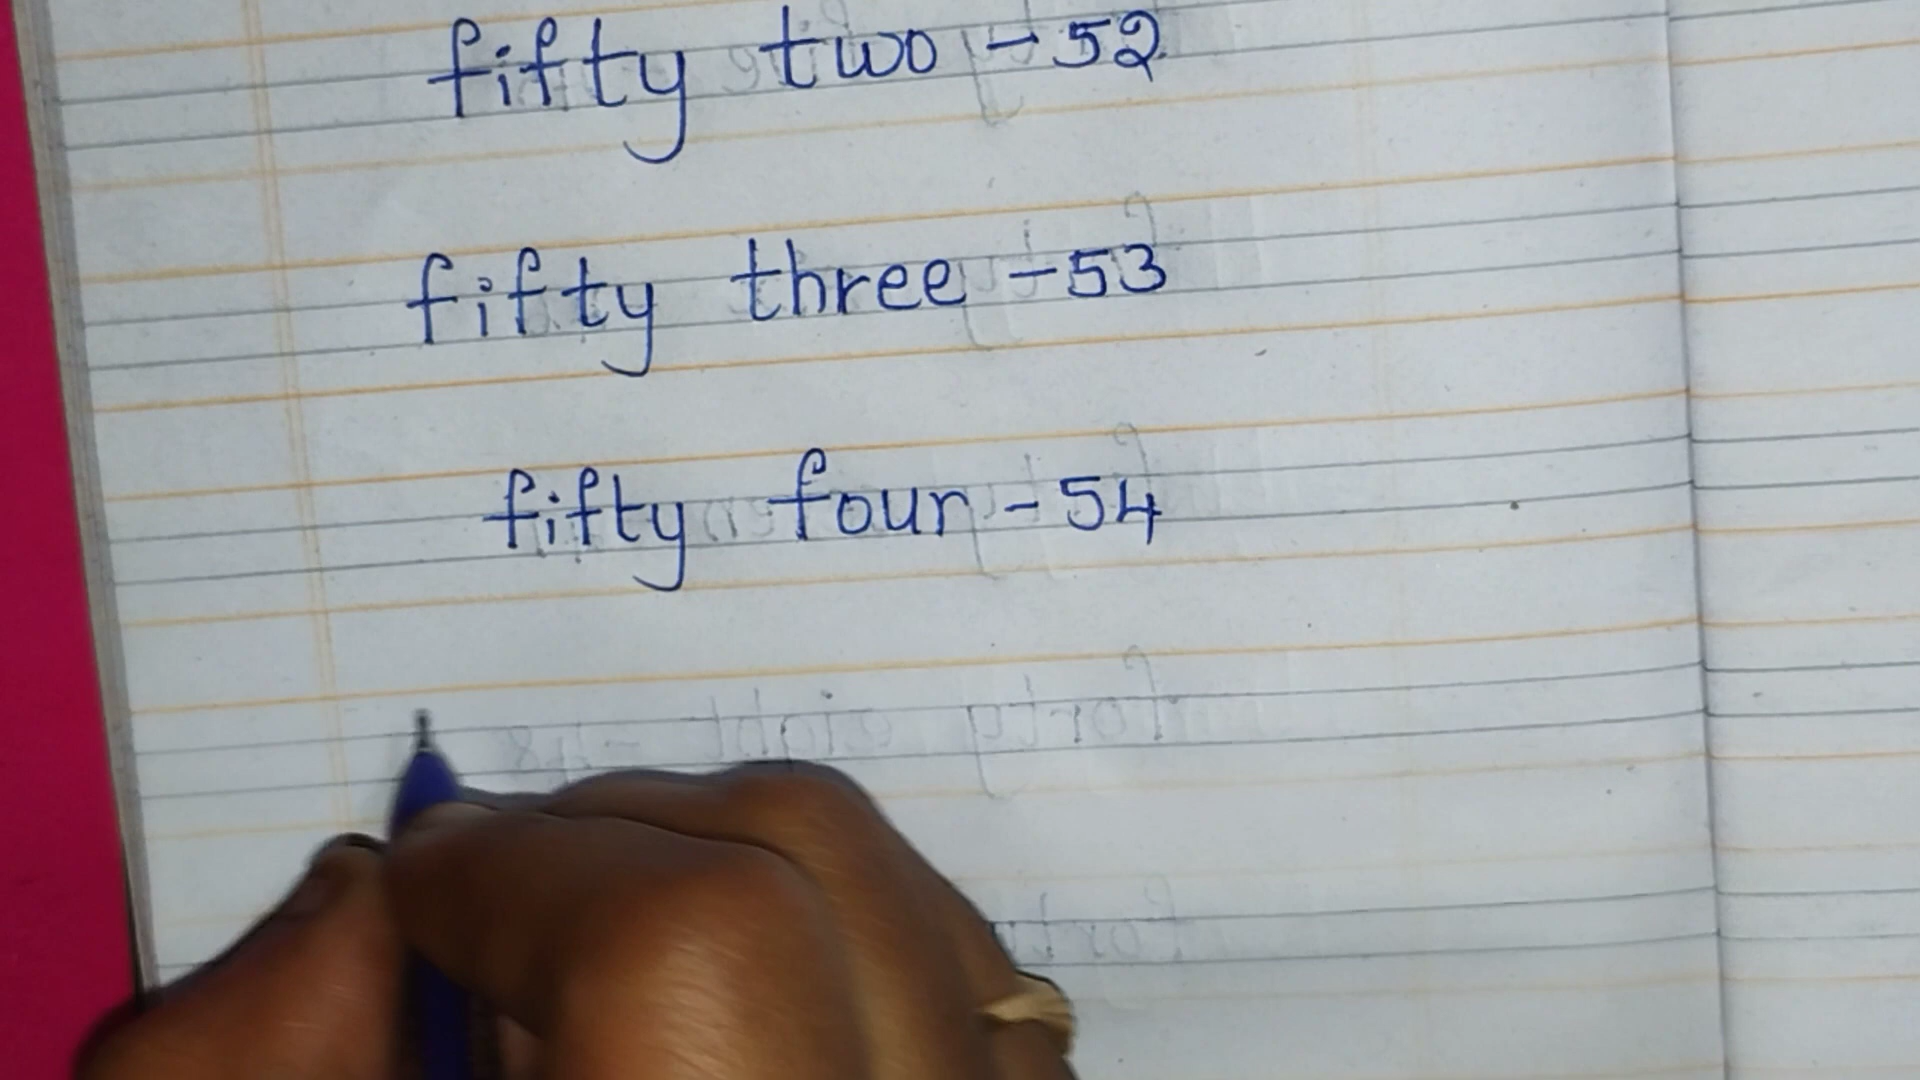 fifty two - 52
fifty three - 53
fifty four - 54